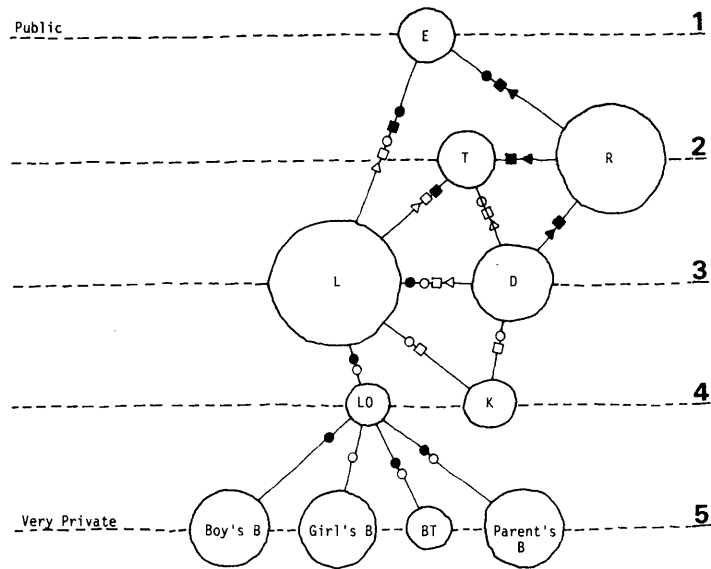 Public
E
1
T
R
2
L
D
3
LO
K
4
Very Private
Boy's B
Girl's B
BT
Parent's
B
5